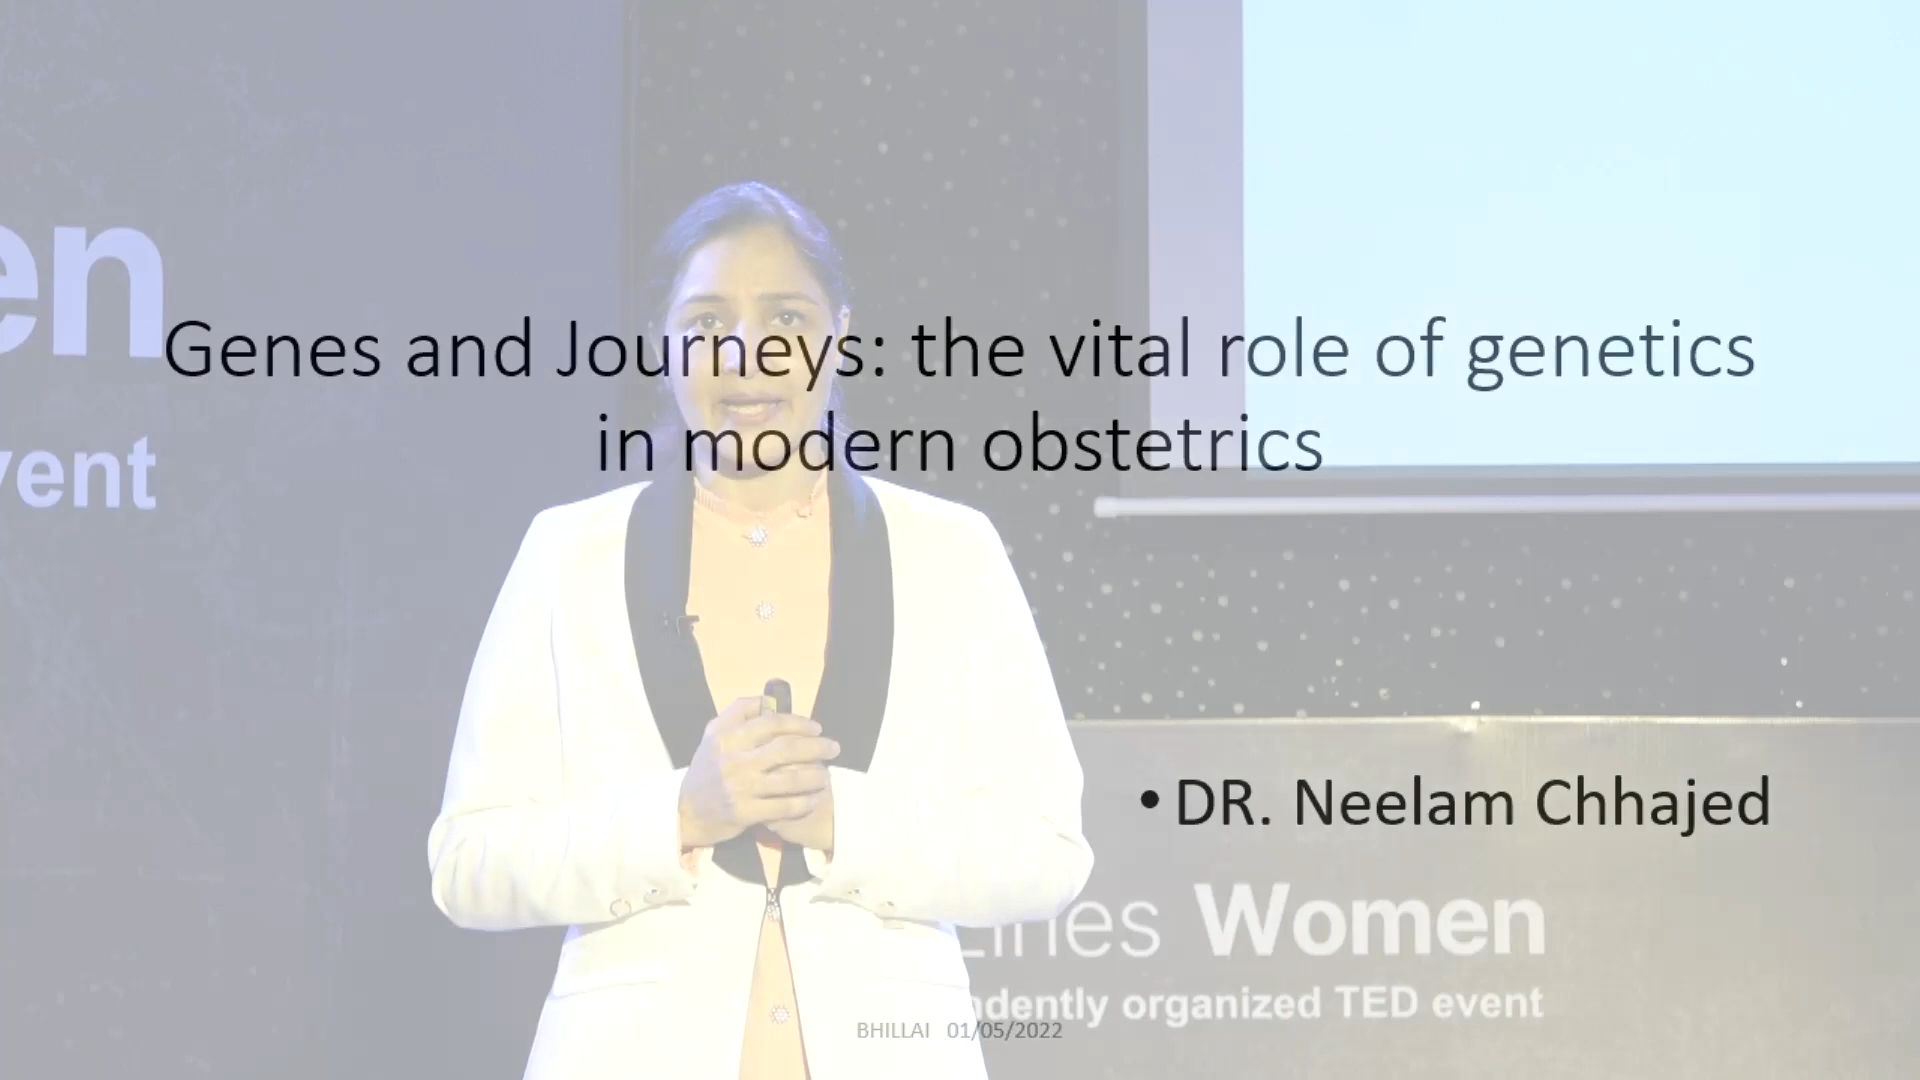 en
Genes and Journeys: the vital role of genetics
in modern obstetrics
vent
• DR. Neelam Chhajed
Lines Women
ndently organized TED event
BHILLAI 01/05/2022